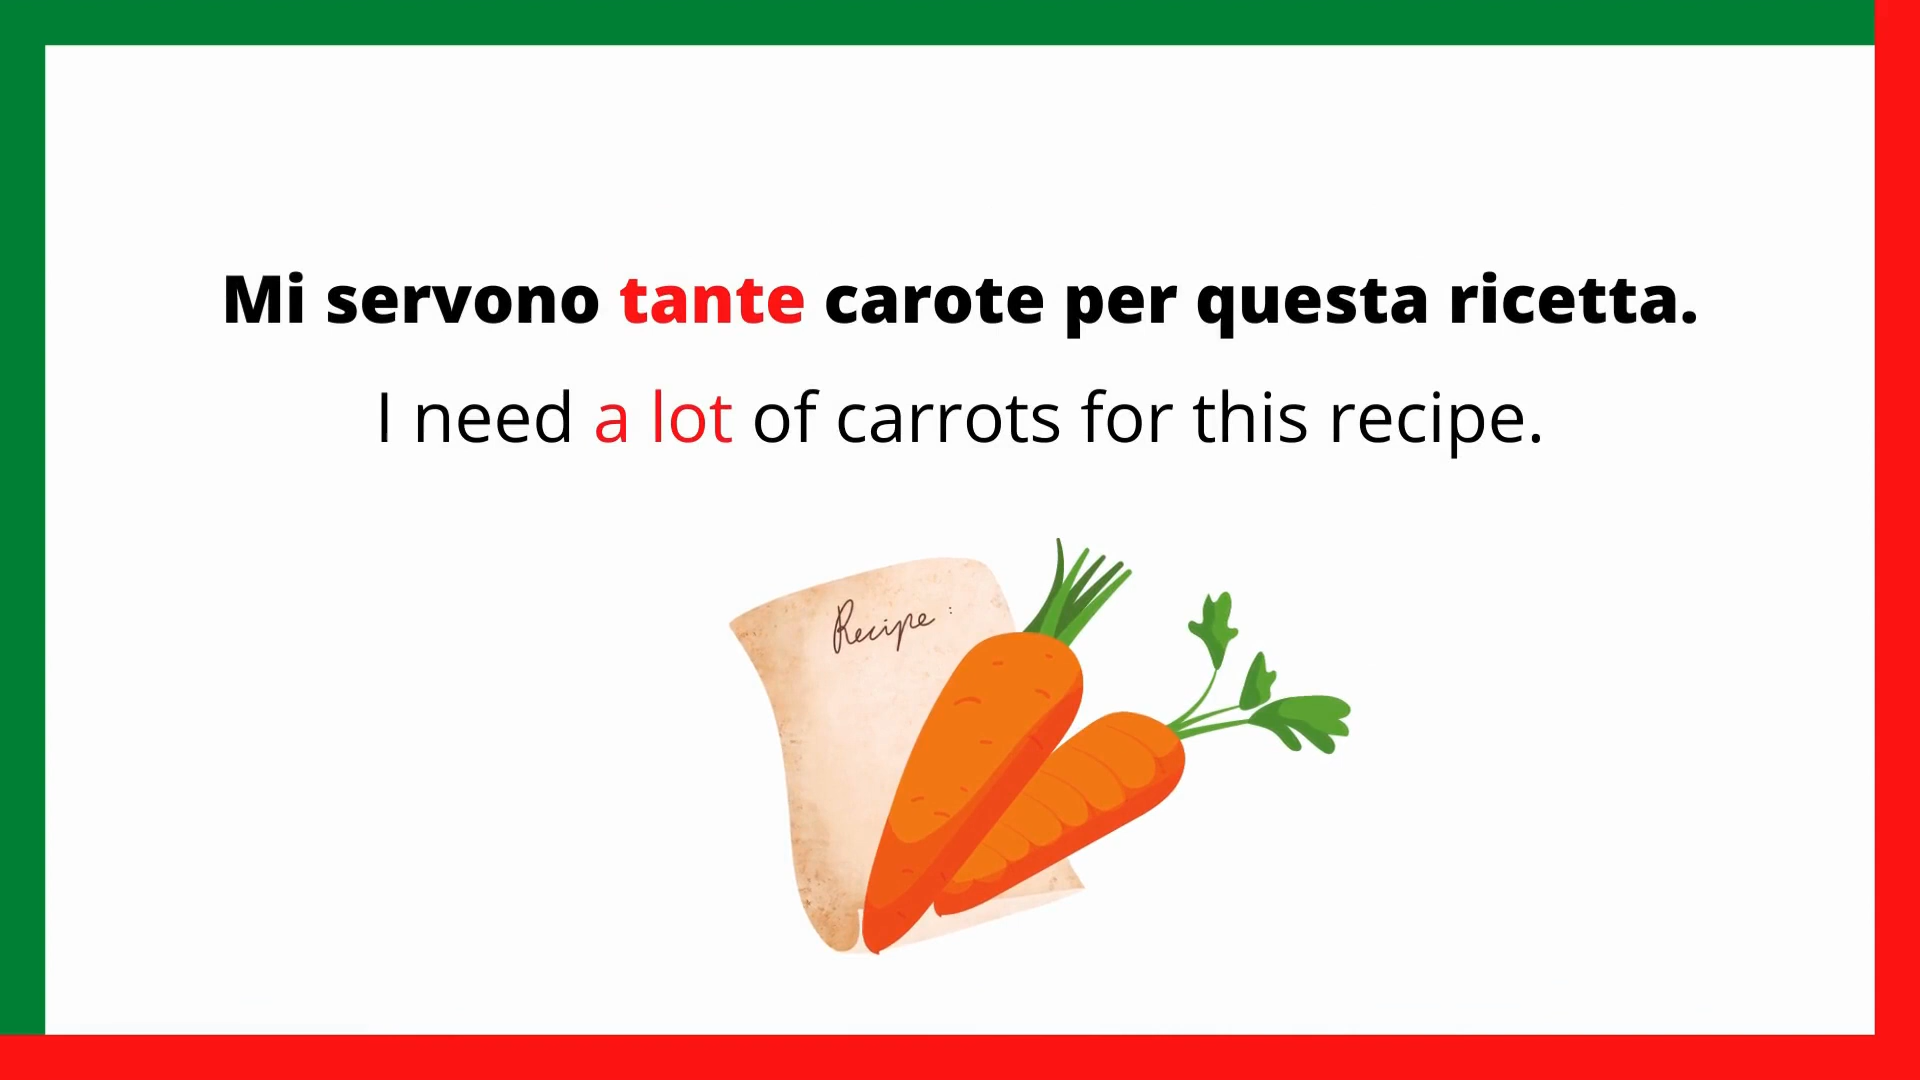 Mi servono tante carote per questa ricetta.
I need a lot of carrots for this recipe.
Recipe :